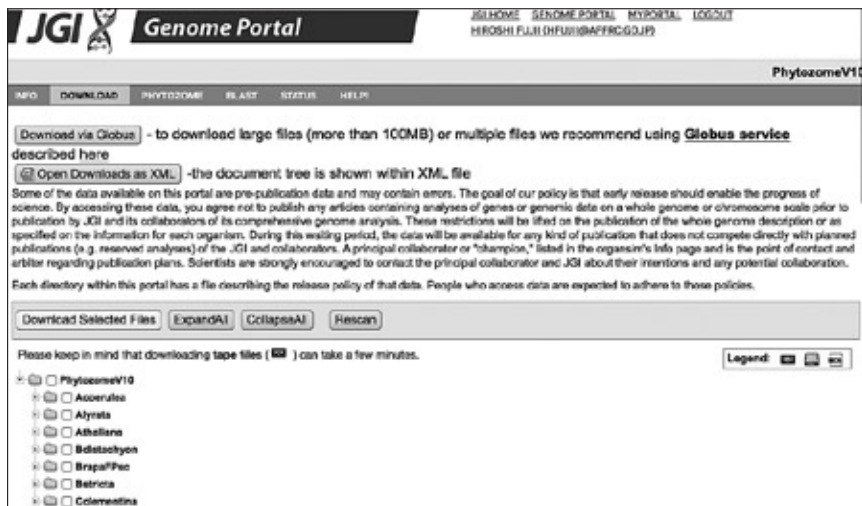 JGI Genome Portal
JGI HOME GENOME PORTAL MYPORTAL LOGOUT
HIROSHI FUJII (HFUJII@AFFRC.GO.JP)
PhytozomeV10
INFO DOWNLOAD PHYTOZOME BLAST STATUS HELP!
Download via Globus - to download large files (more than 100MB) or multiple files we recommend using Globus service
described here
Open Downloads as XML -the document tree is shown within XML file
Some of the data available on this portal are pre-publication data and may contain errors. The goal of our policy is that early release should enable the progress of
science. By accessing these data, you agree not to publish any articles containing analyses of genes or genomic data on a whole genome or chromosome scale prior to
publication by JGI and its collaborators of its comprehensive genome analysis. These restrictions will be lifted on the publication of the whole genome description or as
specified on the information for each organism. During this waiting period, the data will be available for any kind of publication that does not compete directly with planned
publications (e.g. reserved analyses) of the JGI and collaborators. A principal collaborator or "champion," listed in the organsim's Info page and is the point of contact and
arbiter regarding publication plans. Scientists are strongly encouraged to contact the principal collaborator and JGI about their intentions and any potential collaboration.
Each directory within this portal has a file describing the release policy of that data. People who access data are expected to adhere to those policies.
Download Selected Files ExpandAll CollapseAll Rescan
Please keep in mind that downloading tape files ( ) can take a few minutes.
Legend:
PhytozomeV10
Acoerulea
Alyrata
Athaliana
Bdistachyon
BrapaFPsc
Bstricta
Cclementina